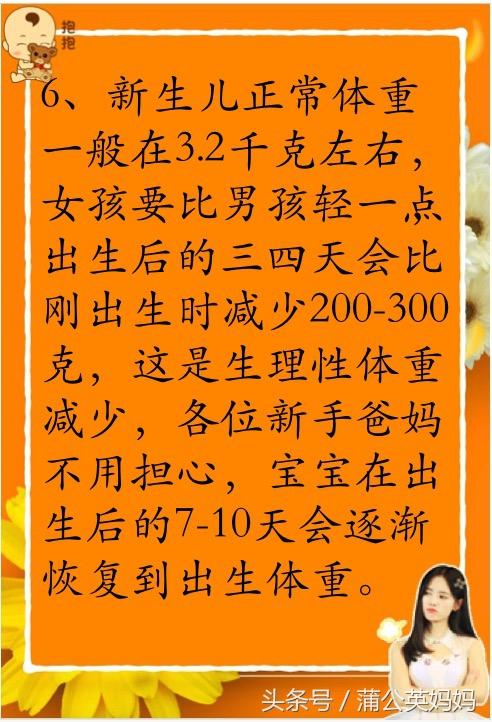 抱
抱
6、新生儿正常体重
一般在3.2千克左右，
女孩要比男孩轻一点
出生后的三四天会比
刚出生时减少200-300
克，这是生理性体重
减少，各位新手爸妈
不用担心，宝宝在出
生后的7-10天会逐渐
恢复到出生体重。
头条号 / 蒲公英妈妈